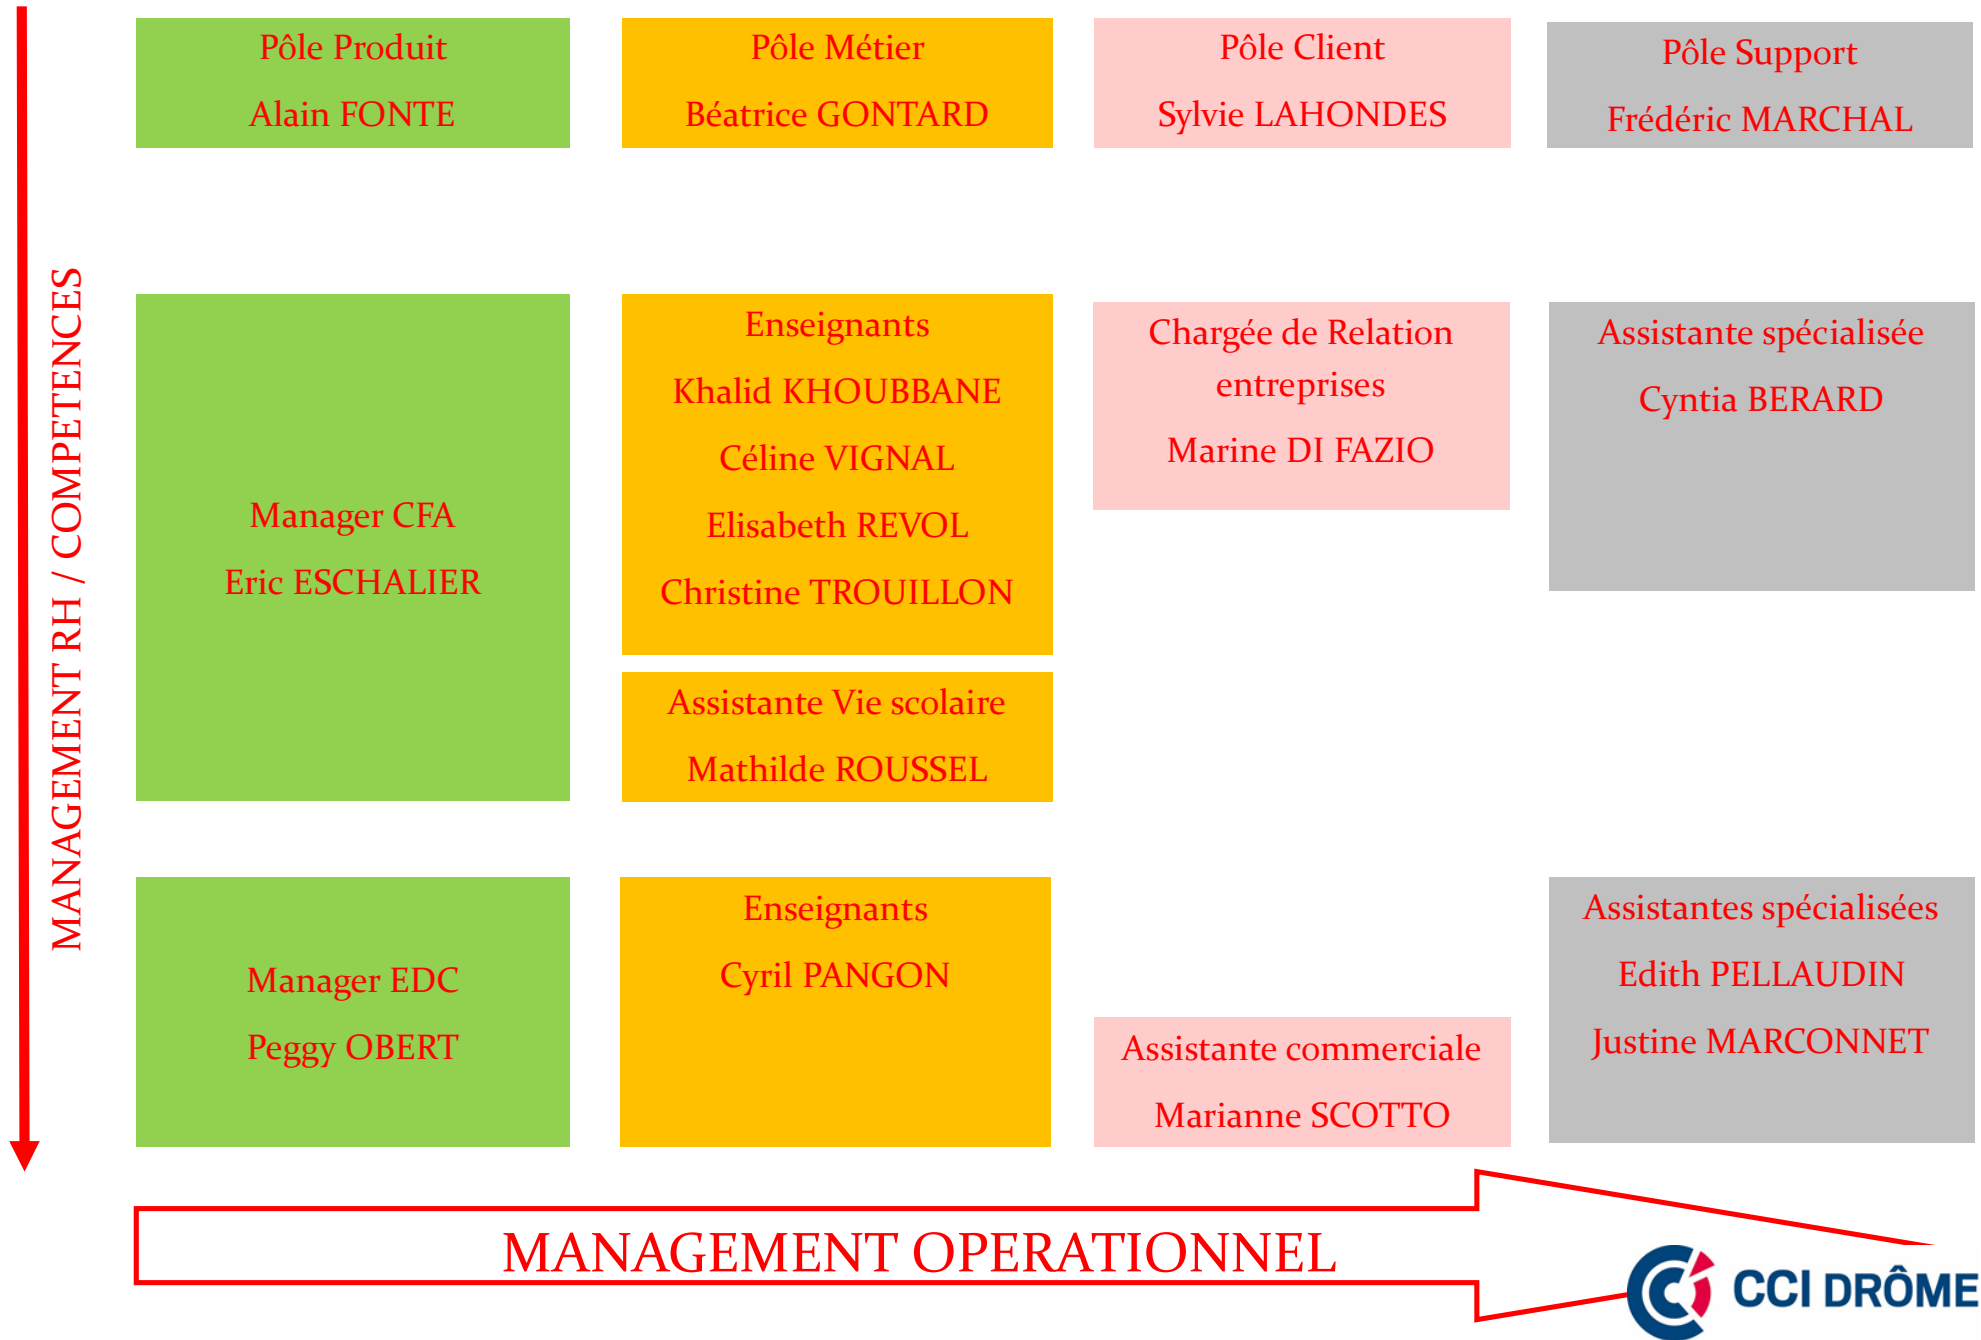 Pôle Produit
Alain FONTE
Pôle Métier
Béatrice GONTARD
Pôle Client
Sylvie LAHONDES
Pôle Support
Frédéric MARCHAL
MANAGEMENT RH / COMPETENCES
Manager CFA
Eric ESCHALIER
Enseignants
Khalid KHOUBBANE
Céline VIGNAL
Elisabeth REVOL
Christine TROUILLON
Assistante Vie scolaire
Mathilde ROUSSEL
Chargée de Relation
entreprises
Marine DI FAZIO
Assistante spécialisée
Cyntia BERARD
Manager EDC
Peggy OBERT
Enseignants
Cyril PANGON
Assistante commerciale
Marianne SCOTTO
Assistantes spécialisées
Edith PELLAUDIN
Justine MARCONNET
MANAGEMENT OPERATIONNEL
CCI DRÔME